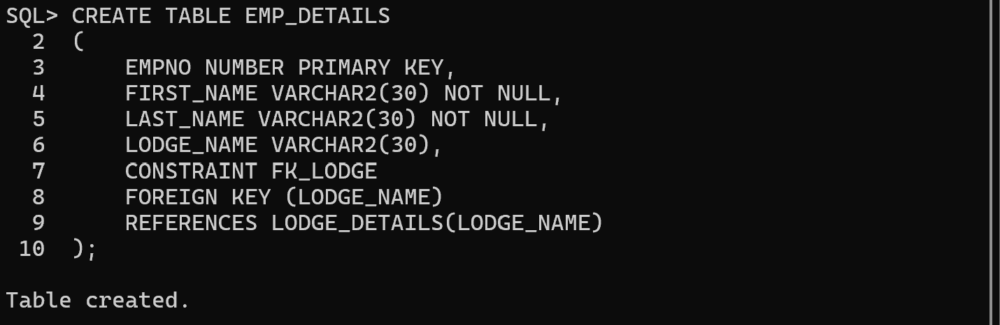 SQL> CREATE TABLE EMP_DETAILS
  2  (
  3      EMPNO NUMBER PRIMARY KEY,
  4      FIRST_NAME VARCHAR2(30) NOT NULL,
  5      LAST_NAME VARCHAR2(30) NOT NULL,
  6      LODGE_NAME VARCHAR2(30),
  7      CONSTRAINT FK_LODGE
  8      FOREIGN KEY (LODGE_NAME)
  9      REFERENCES LODGE_DETAILS(LODGE_NAME)
 10  );
Table created.